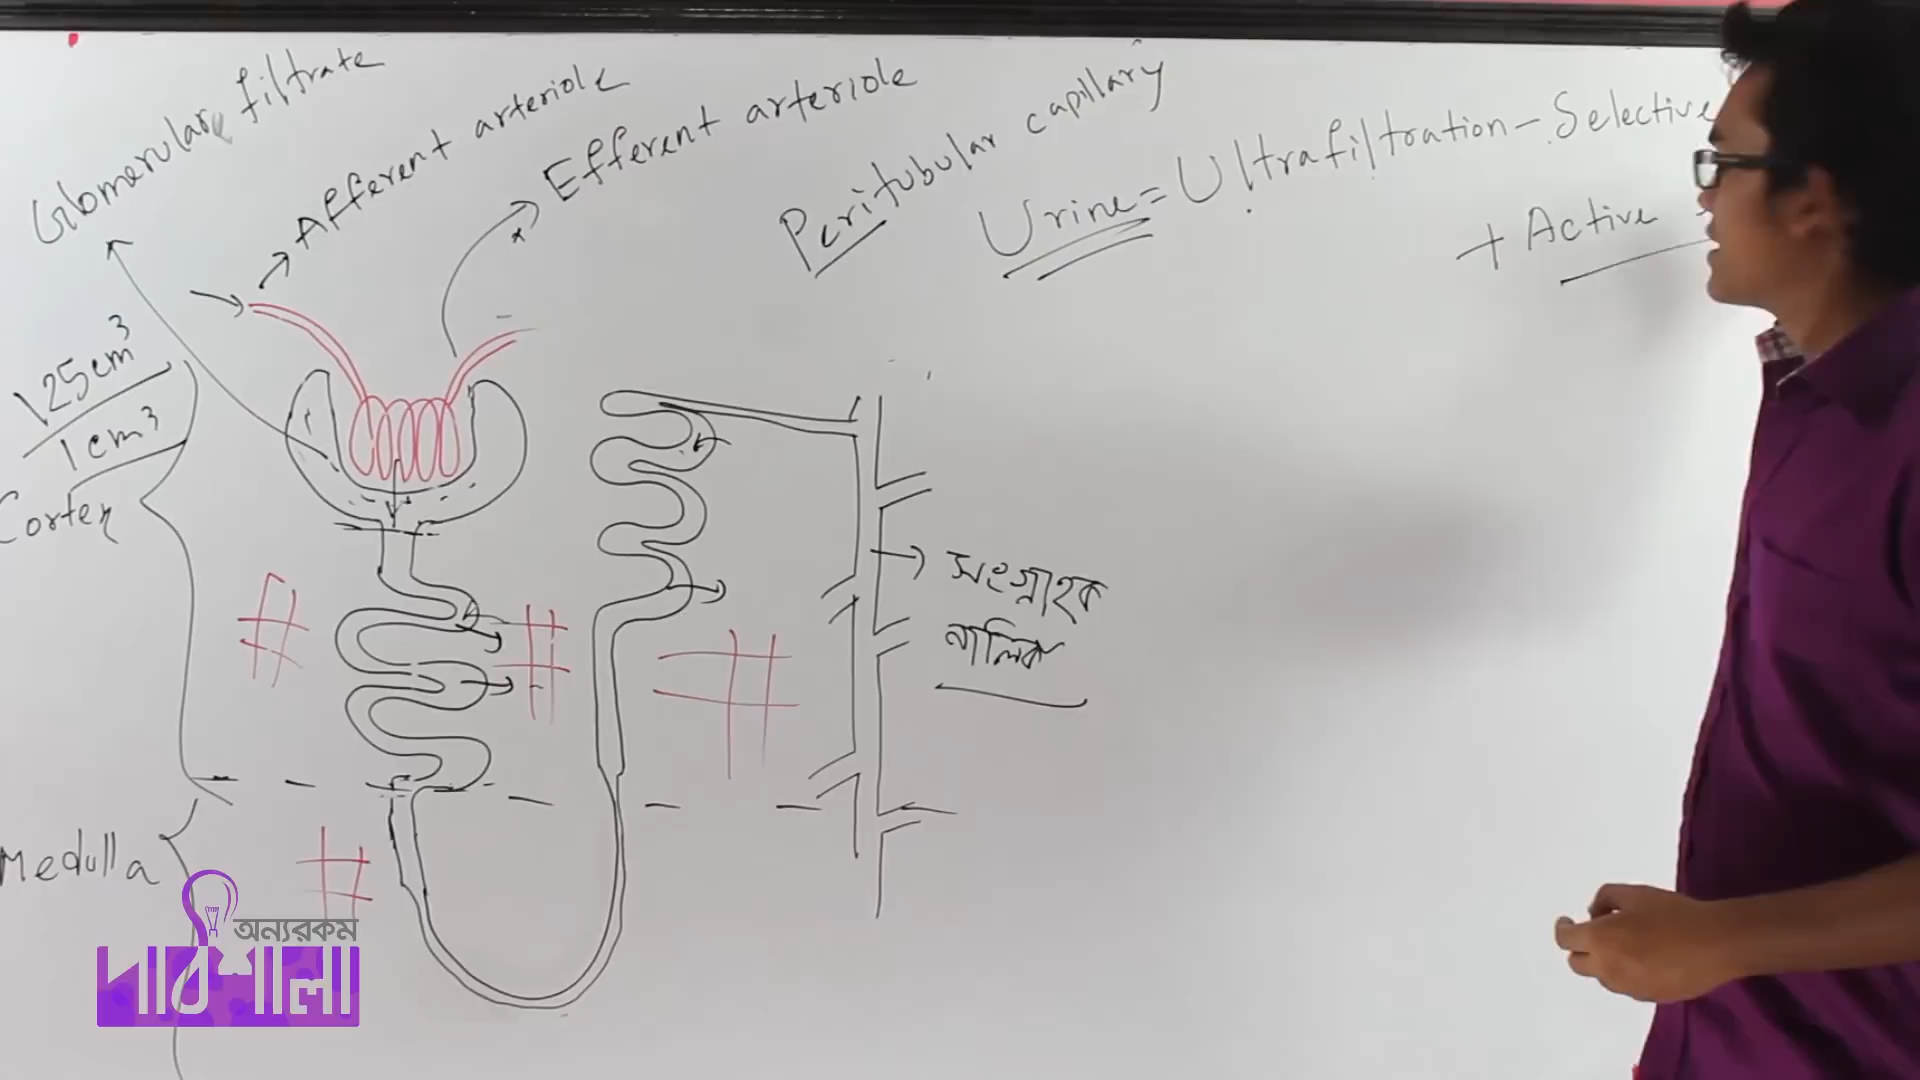 Glomerular filtrate
Afferent arteriole
Efferent arteriole
Peritubular capillary
Urine = Ultrafiltration - Selective
+ Active
125cm³
1cm³
Cortex
Medulla
সংগ্রাহক
নালিকা
অন্যরকম
পাঠশালা